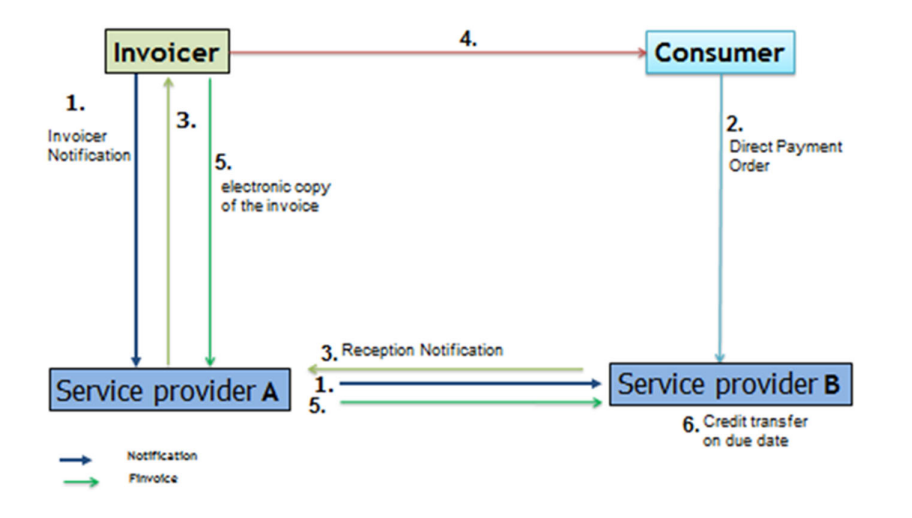 Invoicer
4.
Consumer
1.
Invoicer
Notification
3.
2.
Direct Payment
Order
5.
electronic copy
of the invoice
3. Reception Notification
Service provider A
1.
5.
Service provider B
6. Credit transfer
on due date
Notification
Finvoice